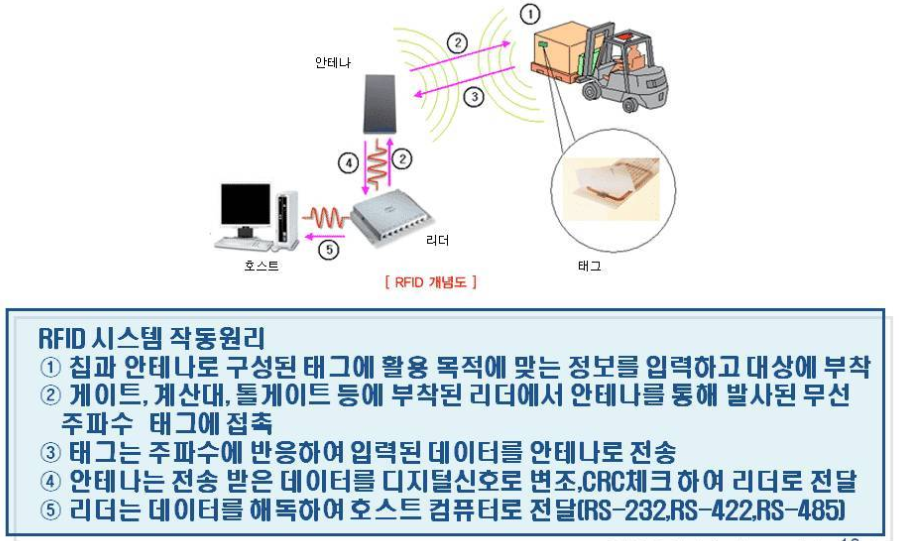 ①
②
안테나
③
④
②
리더
⑤
호스트
태그
[ RFID 개념도 ]
RFID 시스템 작동원리
① 칩과 안테나로 구성된 태그에 활용 목적에 맞는 정보를 입력하고 대상에 부착
② 게이트, 계산대, 톨게이트 등에 부착된 리더에서 안테나를 통해 발사된 무선
주파수 태그에 접촉
③ 태그는 주파수에 반응하여 입력된 데이터를 안테나로 전송
④ 안테나는 전송 받은 데이터를 디지털신호로 변조,CRC체크 하여 리더로 전달
⑤ 리더는 데이터를 해독하여 호스트 컴퓨터로 전달(RS-232,RS-422,RS-485)